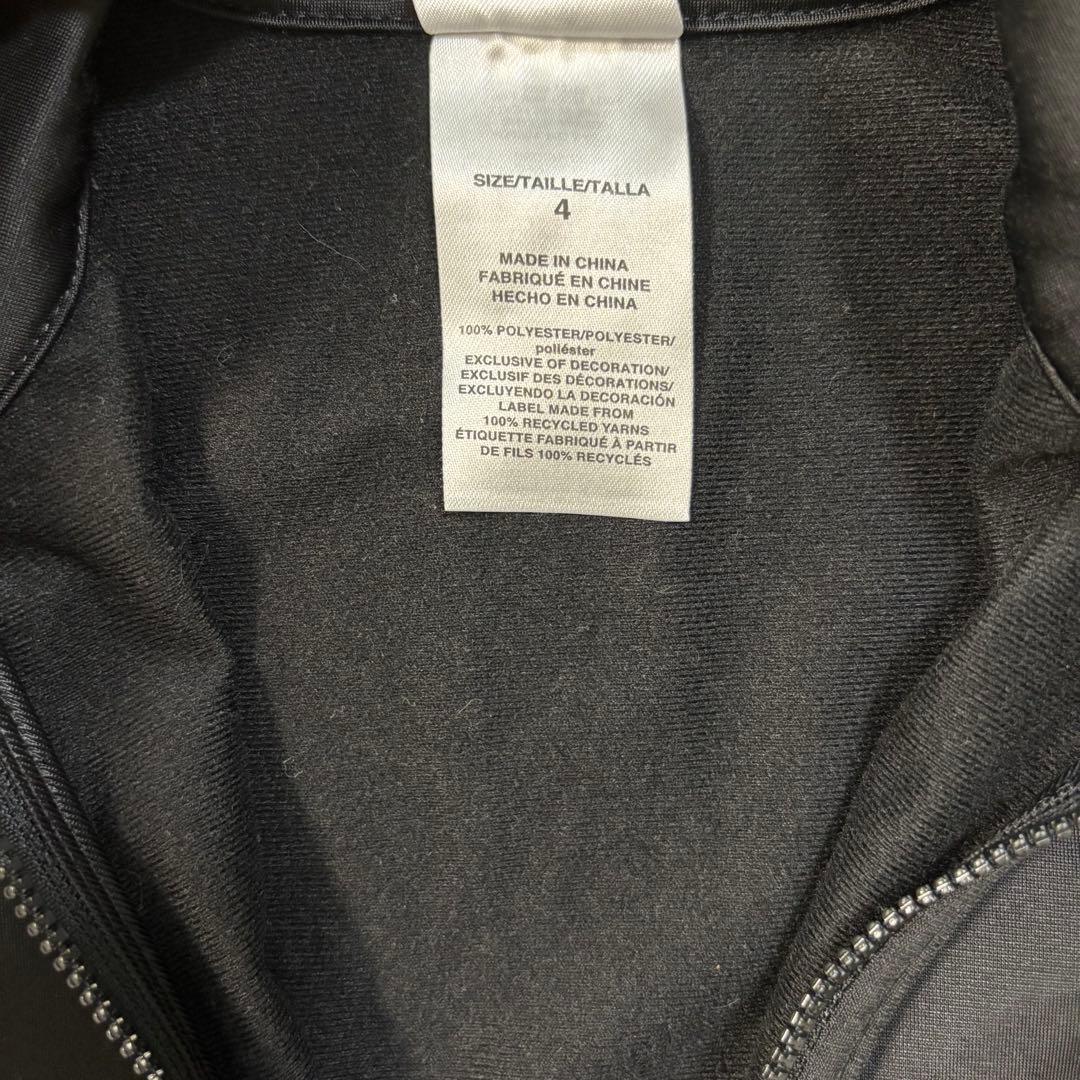 SIZE/TAILLE/TALLA
4
MADE IN CHINA
FABRIQUÉ EN CHINE
HECHO EN CHINA
100% POLYESTER/POLYESTER/
poliéster
EXCLUSIVE OF DECORATION/
EXCLUSIF DES DÉCORATIONS/
EXCLUYENDO LA DECORACIÓN
LABEL MADE FROM
100% RECYCLED YARNS
ÉTIQUETTE FABRIQUÉ À PARTIR
DE FILS 100% RECYCLÉS